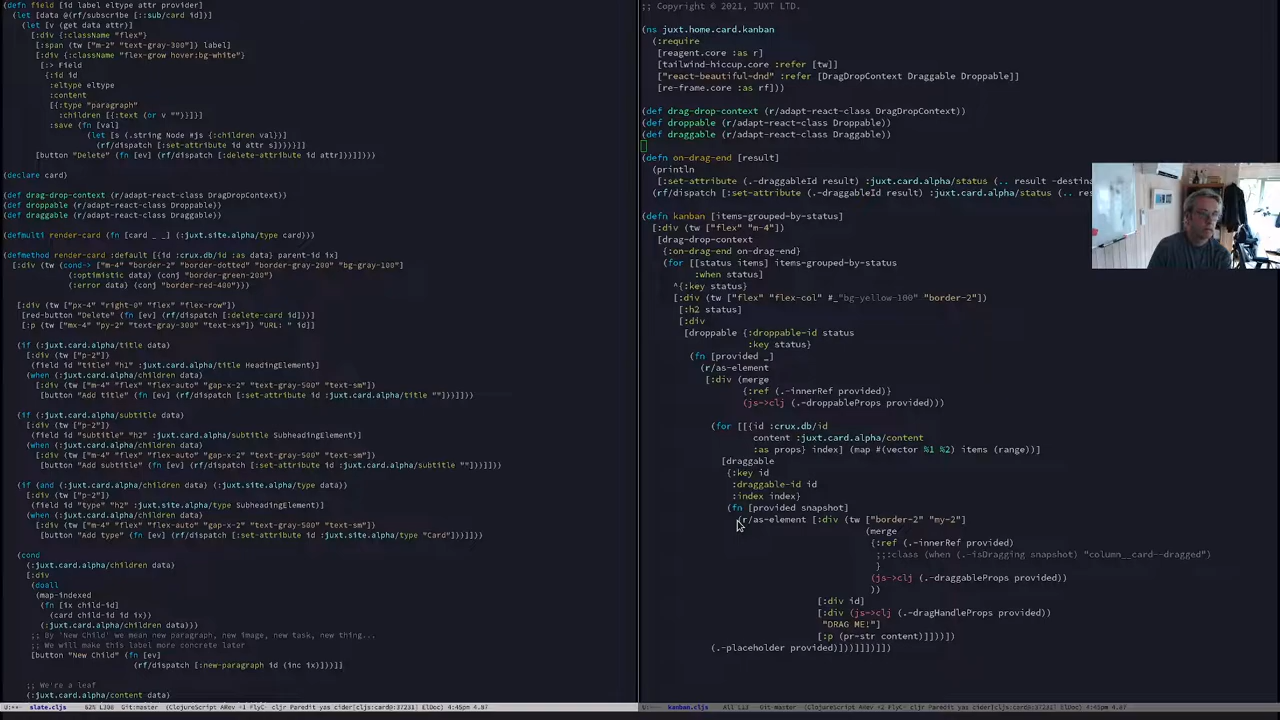 (defn field [id label eltype attr provider]
(let [data @(rf/subscribe [::sub/card id])]
(let [v (get data attr)]
[:div {:className "flex"}
[:span (tw ["m-2" "text-gray-300"]) label]
[:div {:className "flex-grow hover:bg-white"}
[:> Field
{:id id
:eltype eltype
:content
[{:type "paragraph"
:children [{:text (or v "")}]}]
:save (fn [val]
(let [s (.string Node #js {:children val})]
(rf/dispatch [:set-attribute id attr s])))}]]
[button "Delete" (fn [ev] (rf/dispatch [:delete-attribute id attr]))]])))
(declare card)
(def drag-drop-context (r/adapt-react-class DragDropContext))
(def droppable (r/adapt-react-class Droppable))
(def draggable (r/adapt-react-class Draggable))
(defmulti render-card (fn [card _ _] (:juxt.site.alpha/type card)))
(defmethod render-card :default [{id :crux.db/id :as data} parent-id ix]
[:div (tw (cond-> ["m-4" "border-2" "border-dotted" "border-gray-200" "bg-gray-100"]
(:optimistic data) (conj "border-green-200")
(:error data) (conj "border-red-400")))
[:div (tw ["px-4" "right-0" "flex" "flex-row"])
[red-button "Delete" (fn [ev] (rf/dispatch [:delete-card id]))]
[:p (tw ["mx-4" "py-2" "text-gray-300" "text-xs"]) "URL: " id]]
(if (:juxt.card.alpha/title data)
[:div (tw ["p-2"])
(field id "title" "h1" :juxt.card.alpha/title HeadingElement)]
(when (:juxt.card.alpha/children data)
[:div (tw ["m-4" "flex" "flex-auto" "gap-x-2" "text-gray-500" "text-sm"])
[button "Add title" (fn [ev] (rf/dispatch [:set-attribute id :juxt.card.alpha/title ""]))]]))
(if (:juxt.card.alpha/subtitle data)
[:div (tw ["p-2"])
(field id "subtitle" "h2" :juxt.card.alpha/subtitle SubheadingElement)]
(when (:juxt.card.alpha/children data)
[:div (tw ["m-4" "flex" "flex-auto" "gap-x-2" "text-gray-500" "text-sm"])
[button "Add subtitle" (fn [ev] (rf/dispatch [:set-attribute id :juxt.card.alpha/subtitle ""]))]]))
(if (and (:juxt.card.alpha/children data) (:juxt.site.alpha/type data))
[:div (tw ["p-2"])
(field id "type" "h2" :juxt.site.alpha/type SubheadingElement)]
(when (:juxt.card.alpha/children data)
[:div (tw ["m-4" "flex" "flex-auto" "gap-x-2" "text-gray-500" "text-sm"])
[button "Add type" (fn [ev] (rf/dispatch [:set-attribute id :juxt.site.alpha/type "Card"]))]]))
(cond
(:juxt.card.alpha/children data)
[:div
(doall
(map-indexed
(fn [ix child-id]
(card child-id id ix))
(:juxt.card.alpha/children data)))
;; By 'New Child' we mean new paragraph, new image, new task, new thing...
;; We will make this label more concrete later
[button "New Child" (fn [ev]
(rf/dispatch [:new-paragraph id (inc ix)]))]]
;; We're a leaf
(:juxt.card.alpha/content data)
slate.cljs
;; Copyright © 2021, JUXT LTD.
(ns juxt.home.card.kanban
(:require
[reagent.core :as r]
[tailwind-hiccup.core :refer [tw]]
["react-beautiful-dnd" :refer [DragDropContext Draggable Droppable]]
[re-frame.core :as rf]))
(def drag-drop-context (r/adapt-react-class DragDropContext))
(def droppable (r/adapt-react-class Droppable))
(def draggable (r/adapt-react-class Draggable))
(defn on-drag-end [result]
(println
[:set-attribute (.-draggableId result) :juxt.card.alpha/status (.. result -destina
(rf/dispatch [:set-attribute (.-draggableId result) :juxt.card.alpha/status (.. res
(defn kanban [items-grouped-by-status]
[:div (tw ["flex" "m-4"])
[drag-drop-context
{:on-drag-end on-drag-end}
(for [[status items] items-grouped-by-status
:when status]
^{:key status}
[:div (tw ["flex" "flex-col" #_"bg-yellow-100" "border-2"])
[:h2 status]
[:div
[droppable {:droppable-id status
:key status}
(fn [provided _]
(r/as-element
[:div (merge
{:ref (.-innerRef provided)}
(js->clj (.-droppableProps provided)))
(for [[{id :crux.db/id
content :juxt.card.alpha/content
:as props} index] (map #(vector %1 %2) items (range))]
[draggable
{:key id
:draggable-id id
:index index}
(fn [provided snapshot]
(r/as-element [:div (tw ["border-2" "my-2"]
(merge
{:ref (.-innerRef provided)
;;:class (when (.-isDragging snapshot) "column__card--dragged")
}
(js->clj (.-draggableProps provided))
))
[:div id]
[:div (js->clj (.-dragHandleProps provided))
"DRAG ME!"]
[:p (pr-str content)]]))])
(.-placeholder provided)]))]]])]])
kanban.cljs